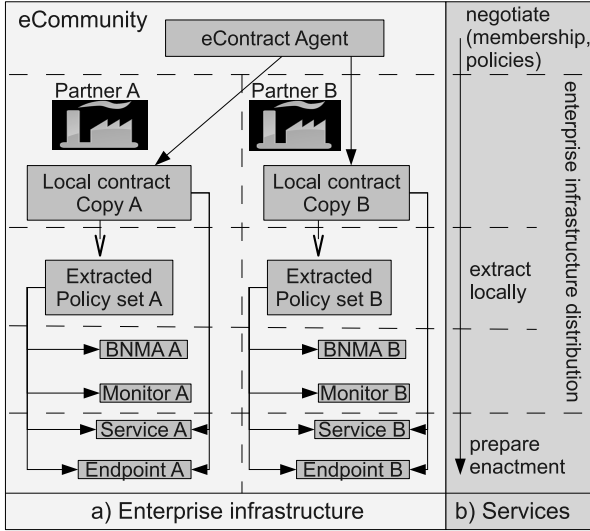 eCommunity
eContract Agent
negotiate
(membership,
policies)
Partner A
Partner B
Local contract
Copy A
Local contract
Copy B
enterprise infrastructure distribution
Extracted
Policy set A
Extracted
Policy set B
extract
locally
BNMA A
BNMA B
Monitor A
Monitor B
Service A
Service B
Endpoint A
Endpoint B
prepare
enactment
a) Enterprise infrastructure
b) Services